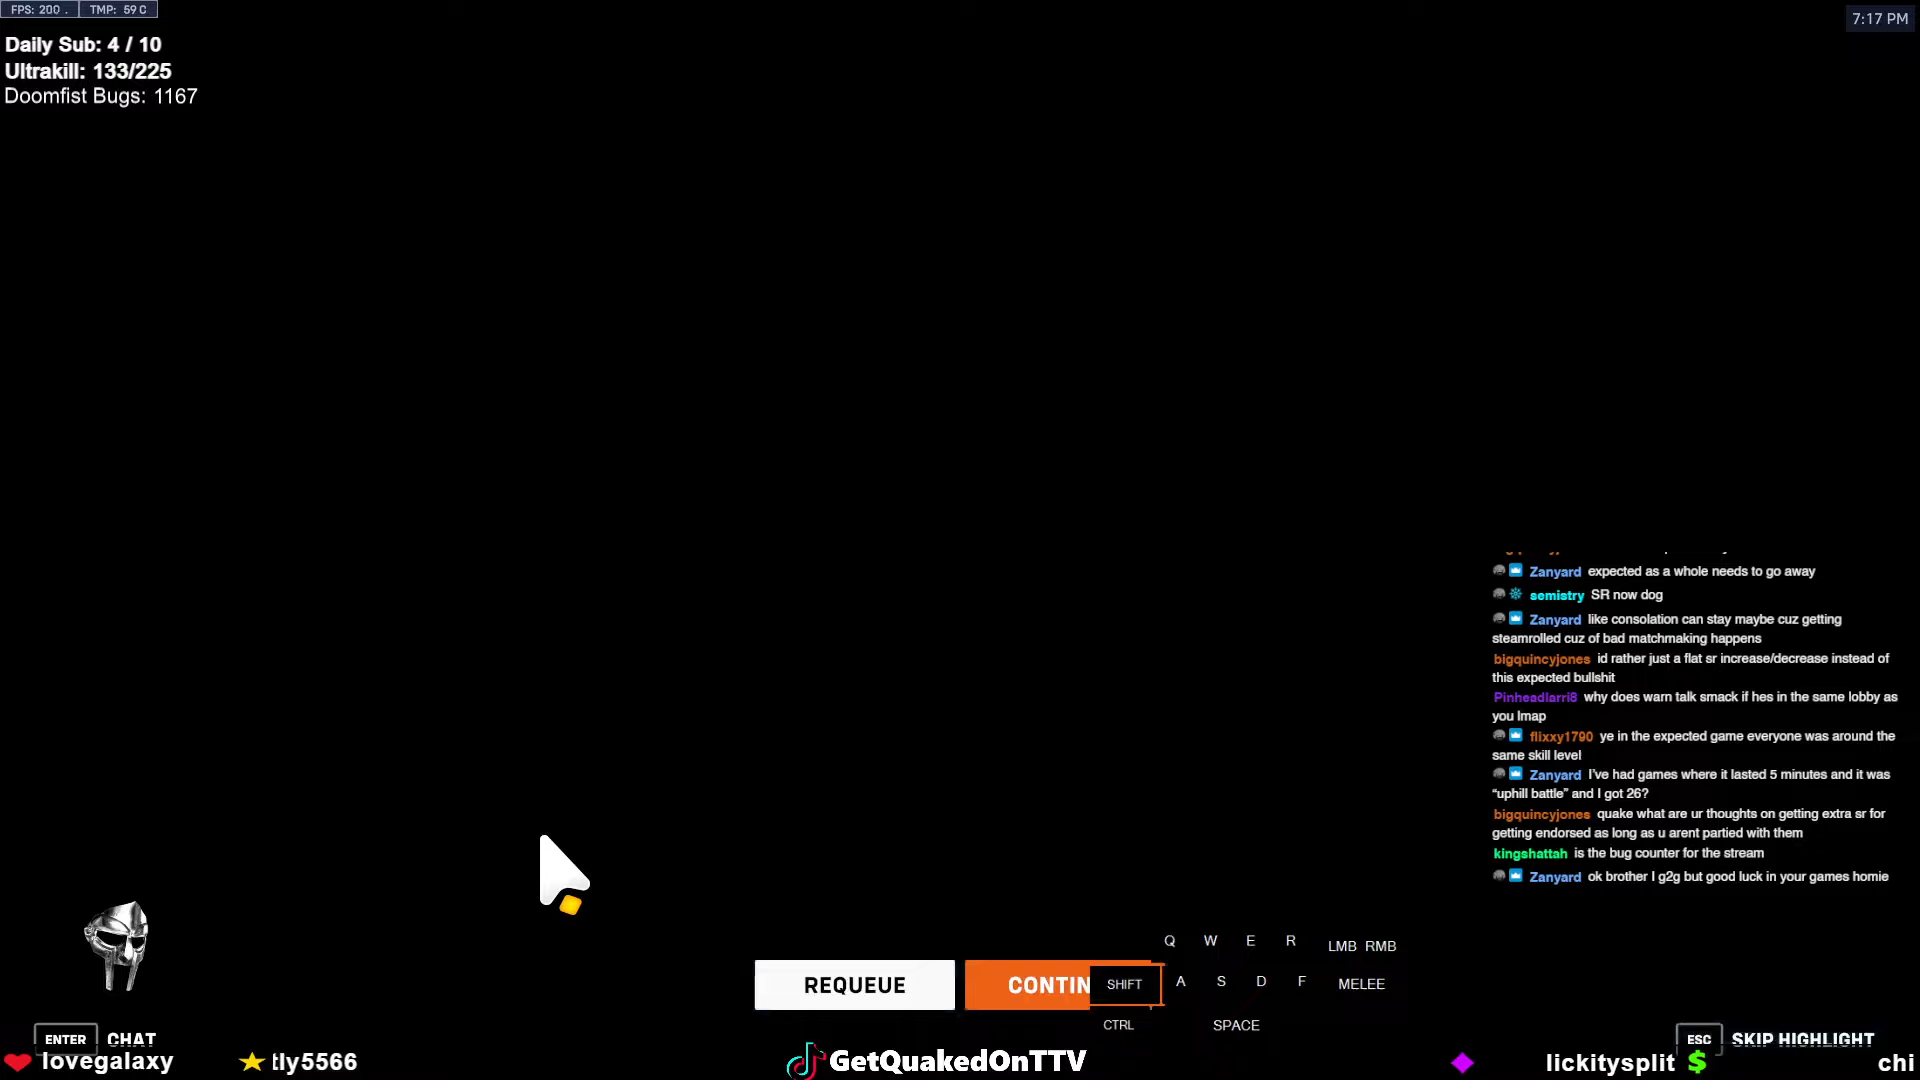 FPS: 200 . TMP: 59 C
7:17 PM
Daily Sub: 4 / 10
Ultrakill: 133/225
Doomfist Bugs: 1167
Zanyard expected as a whole needs to go away
semistry SR now dog
Zanyard like consolation can stay maybe cuz getting
steamrolled cuz of bad matchmaking happens
bigquincyjones id rather just a flat sr increase/decrease instead of
this expected bullshit
Pinheadlarri8 why does warn talk smack if hes in the same lobby as
you lmap
flixxy1790 ye in the expected game everyone was around the
same skill level
Zanyard I've had games where it lasted 5 minutes and it was
“uphill battle” and I got 26?
bigquincyjones quake what are ur thoughts on getting extra sr for
getting endorsed as long as u arent partied with them
kingshattah is the bug counter for the stream
Zanyard ok brother I g2g but good luck in your games homie
Q W E R LMB RMB
REQUEUE CONTIN SHIFT A S D F MELEE
CTRL SPACE
ENTER CHAT
ESC SKIP HIGHLIGHT
lovegalaxy tly5566 GetQuakedOnTTV lickitysplit $ chi